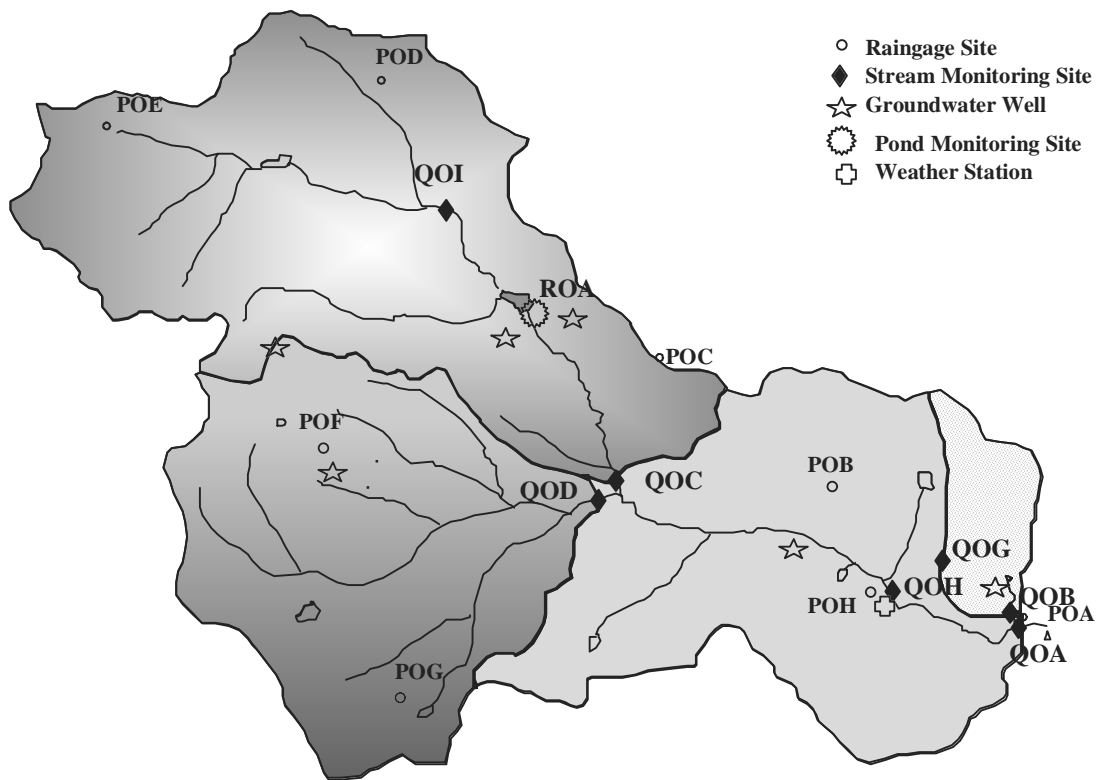 POD
Raingage Site
Stream Monitoring Site
POE
Groundwater Well
Pond Monitoring Site
QOI
Weather Station
ROA
POC
POF
POB
QOD
QOC
QOG
QOH
POH
QOB
POA
QOA
POG